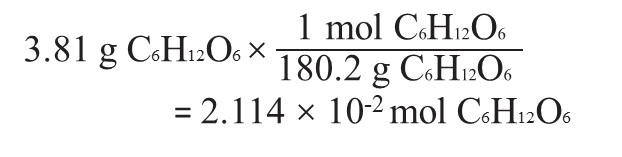 3.81 g C₆H₁₂O₆ × 1 mol C₆H₁₂O₆
180.2 g C₆H₁₂O₆
= 2.114 × 10⁻² mol C₆H₁₂O₆